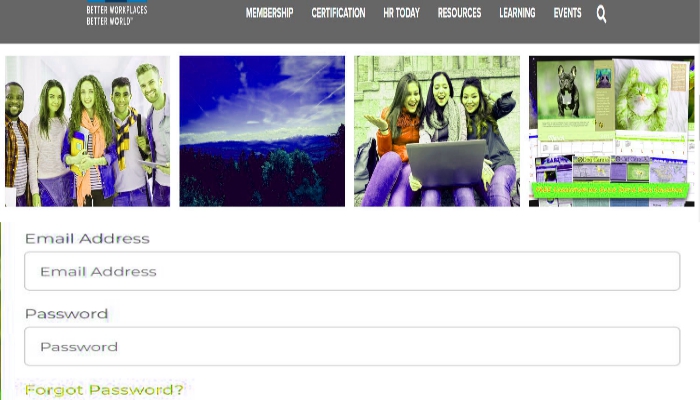 BETTER WORKPLACES
BETTER WORLD
MEMBERSHIP CERTIFICATION HR TODAY RESOURCES LEARNING EVENTS
Email Address
Email Address
Password
Password
Forgot Password?